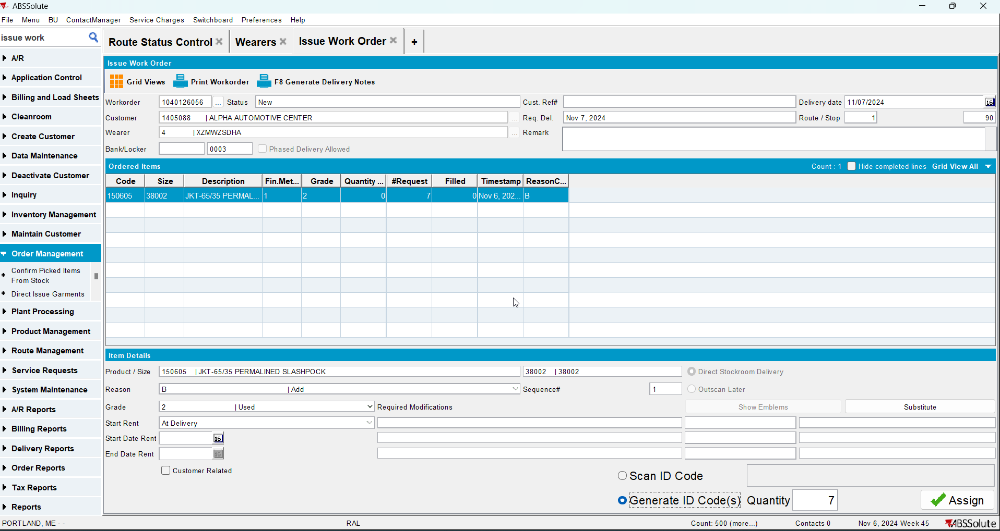 ABSSolute
File Menu BU ContactManager Service Charges Switchboard Preferences Help
issue work
Route Status Control Wearers Issue Work Order +
A/R
Application Control
Billing and Load Sheets
Cleanroom
Create Customer
Data Maintenance
Deactivate Customer
Inquiry
Inventory Management
Maintain Customer
Order Management
Confirm Picked Items
From Stock
Direct Issue Garments
Plant Processing
Product Management
Route Management
Service Requests
System Maintenance
A/R Reports
Billing Reports
Delivery Reports
Order Reports
Tax Reports
Reports
Issue Work Order
Grid Views Print Workorder F8 Generate Delivery Notes
Workorder 1040126056 ... Status New Cust. Ref# Delivery date 11/07/2024 16
Customer 1405088 | ALPHA AUTOMOTIVE CENTER ... Req. Del. Nov 7, 2024 Route / Stop 1 90
Wearer 4 | XZMWZSDHA ... Remark
Bank/Locker 0003 Phased Delivery Allowed
Ordered Items Count : 1 Hide completed lines Grid View All
Code Size Description Fin.Met... Grade Quantity ... #Request Filled Timestamp ReasonC...
150605 38002 JKT-65/35 PERMAL... 1 2 0 7 0 Nov 6, 202... B
Item Details
Product / Size 150605 | JKT-65/35 PERMALINED SLASHPOCK 38002 | 38002 Direct Stockroom Delivery
Reason B | Add Sequence# 1 Outscan Later
Grade 2 | Used Required Modifications Show Emblems Substitute
Start Rent At Delivery
Start Date Rent 16
End Date Rent 16
Customer Related
Scan ID Code
Generate ID Code(s) Quantity 7 Assign
PORTLAND, ME - - RAL Count: 500 (more...) Contacts 0 Nov 6, 2024 Week 45 ABSSolute